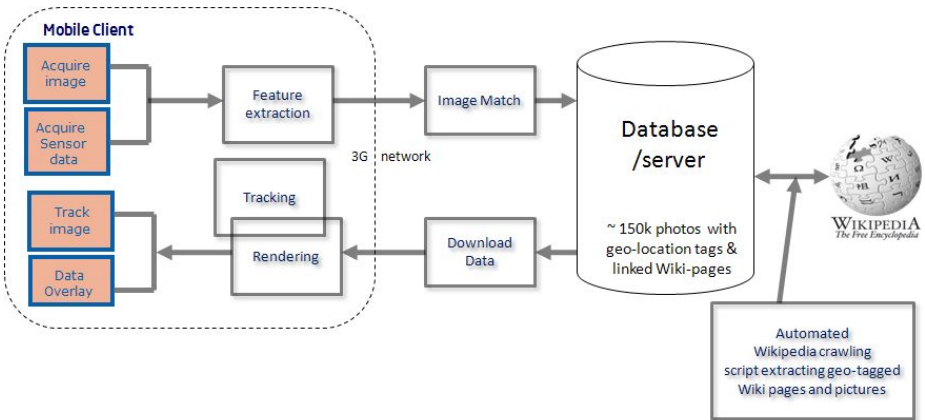 Mobile Client
Acquire
image
Acquire
Sensor
data
Feature
extraction
Image Match
3G network
Database
/server
~ 150k photos with
geo-location tags &
linked Wiki-pages
WIKIPEDIA
The Free Encyclopedia
Tracking
Track
image
Data
Overlay
Rendering
Download
Data
Automated
Wikipedia crawling
script extracting geo-tagged
Wiki pages and pictures